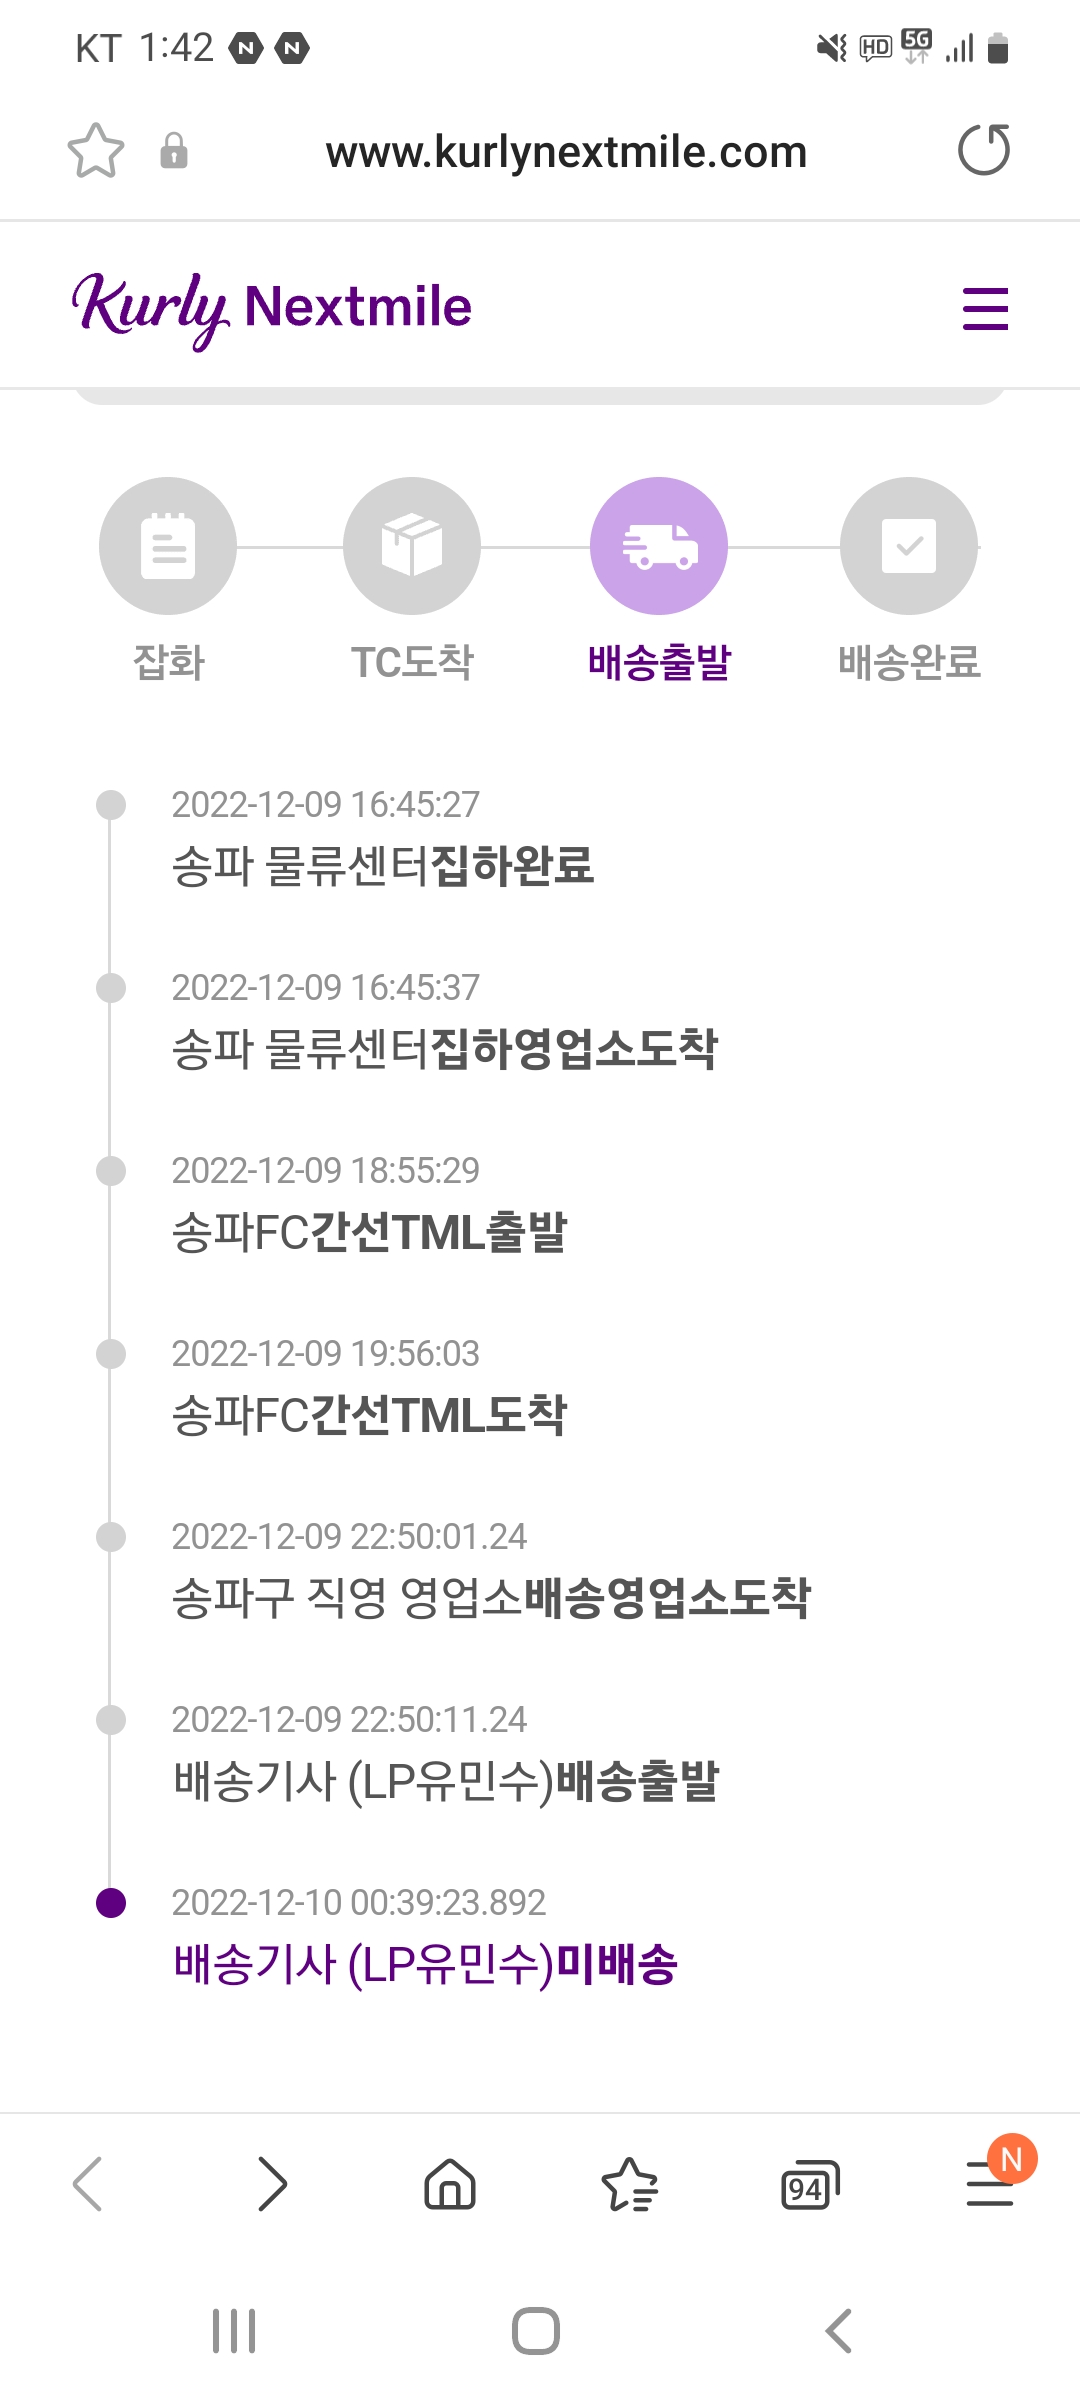 KT 1:42 N N HD 5G
www.kurlynextmile.com
Kurly Nextmile
잡화 TC도착 배송출발 배송완료
2022-12-09 16:45:27
송파 물류센터집하완료
2022-12-09 16:45:37
송파 물류센터집하영업소도착
2022-12-09 18:55:29
송파FC간선TML출발
2022-12-09 19:56:03
송파FC간선TML도착
2022-12-09 22:50:01.24
송파구 직영 영업소배송영업소도착
2022-12-09 22:50:11.24
배송기사 (LP유민수)배송출발
2022-12-10 00:39:23.892
배송기사 (LP유민수)미배송
94 N